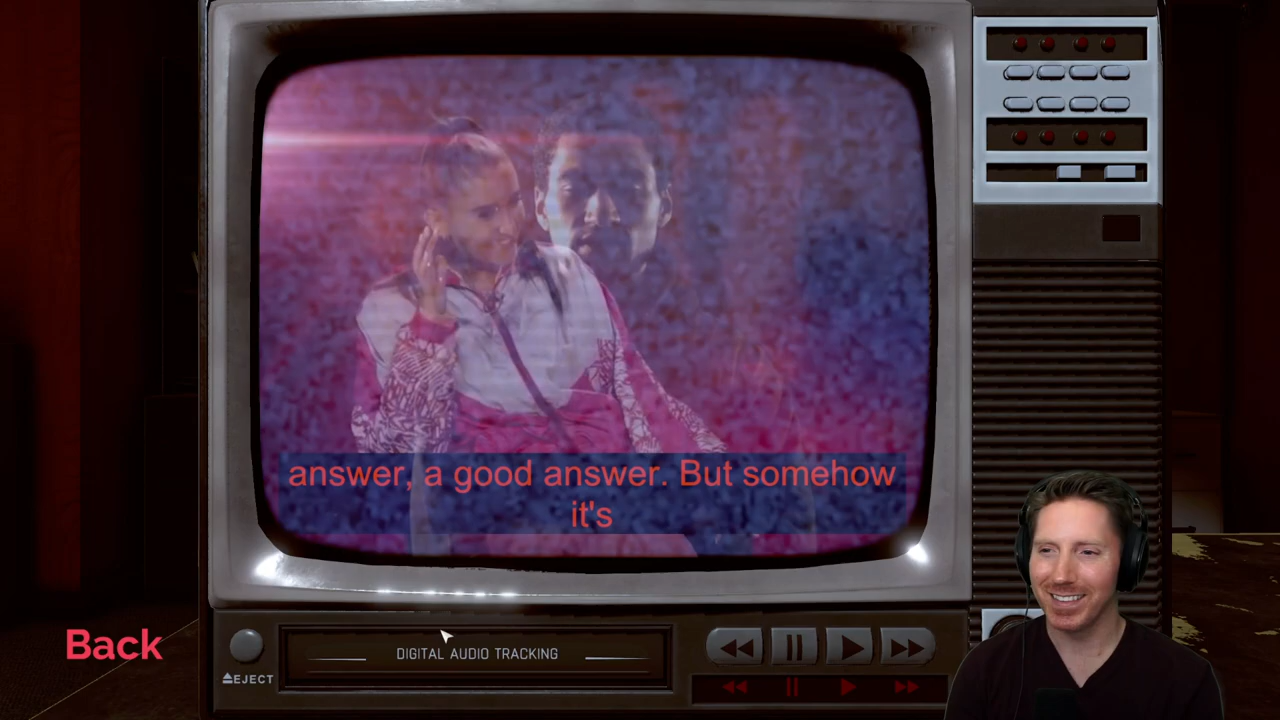 answer, a good answer. But somehow
it's
Back
DIGITAL AUDIO TRACKING
EJECT